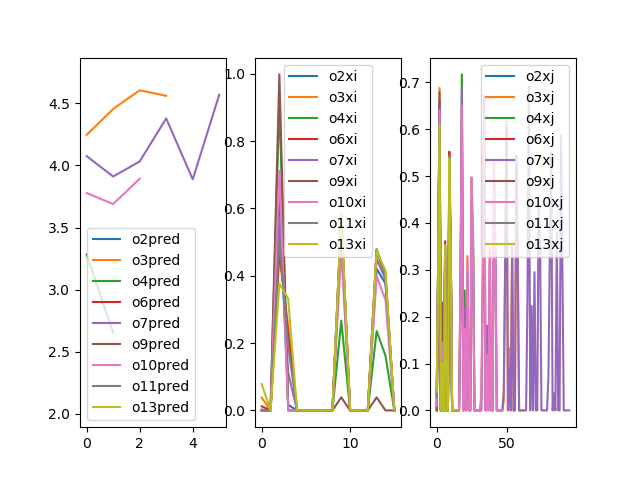 4.5
4.0
3.5
3.0
2.5
2.0
0
2
4
o2pred
o3pred
o4pred
o6pred
o7pred
o9pred
o10pred
o11pred
o13pred
1.0
0.8
0.6
0.4
0.2
0.0
0
10
o2xi
o3xi
o4xi
o6xi
o7xi
o9xi
o10xi
o11xi
o13xi
0.7
0.6
0.5
0.4
0.3
0.2
0.1
0.0
0
50
o2xj
o3xj
o4xj
o6xj
o7xj
o9xj
o10xj
o11xj
o13xj